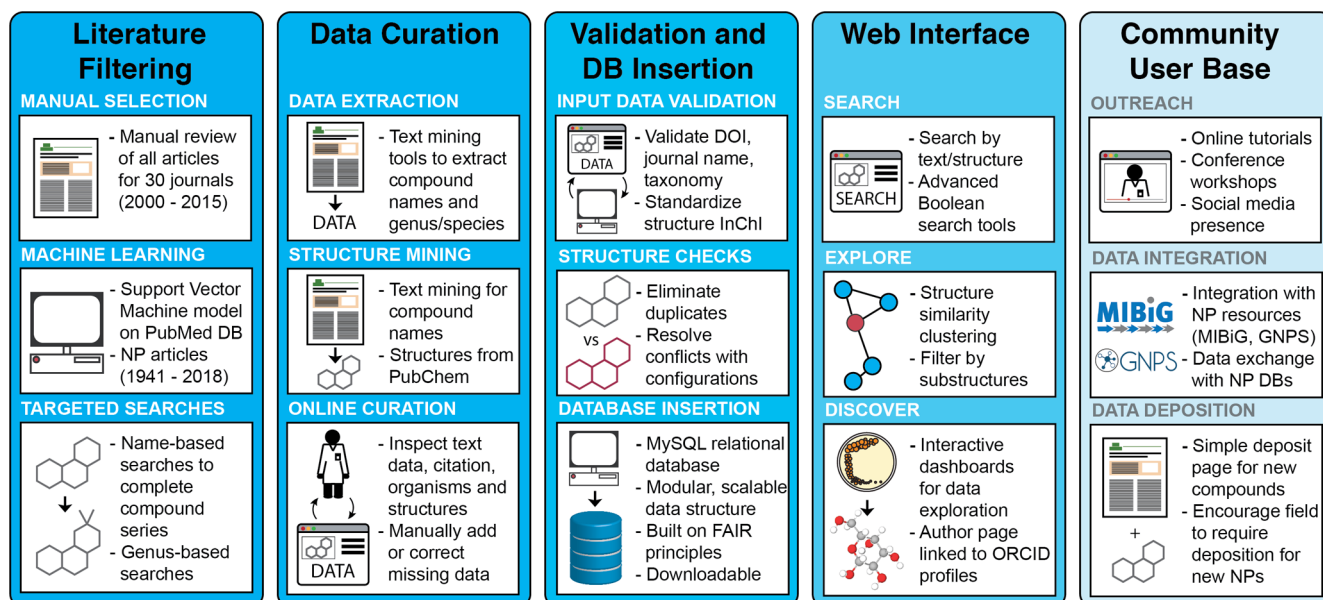 Literature
Filtering
MANUAL SELECTION
- Manual review
of all articles
for 30 journals
(2000 - 2015)
MACHINE LEARNING
- Support Vector
Machine model
on PubMed DB
- NP articles
(1941 - 2018)
TARGETED SEARCHES
- Name-based
searches to
complete
compound
series
- Genus-based
searches
Data Curation
DATA EXTRACTION
DATA
- Text mining
tools to extract
compound
names and
genus/species
STRUCTURE MINING
- Text mining for
compound
names
- Structures from
PubChem
ONLINE CURATION
DATA
- Inspect text
data, citation,
organisms and
structures
- Manually add
or correct
missing data
Validation and
DB Insertion
INPUT DATA VALIDATION
DATA
- Validate DOI,
journal name,
taxonomy
- Standardize
structure InChI
STRUCTURE CHECKS
VS
- Eliminate
duplicates
- Resolve
conflicts with
configurations
DATABASE INSERTION
- MySQL relational
database
- Modular, scalable
data structure
- Built on FAIR
principles
- Downloadable
Web Interface
SEARCH
SEARCH
- Search by
text/structure
- Advanced
Boolean
search tools
EXPLORE
- Structure
similarity
clustering
- Filter by
substructures
DISCOVER
- Interactive
dashboards
for data
exploration
- Author page
linked to ORCID
profiles
Community
User Base
OUTREACH
- Online tutorials
- Conference
workshops
- Social media
presence
DATA INTEGRATION
MIBiG
GNPS
- Integration with
NP resources
(MIBiG, GNPS)
- Data exchange
with NP DBs
DATA DEPOSITION
+
- Simple deposit
page for new
compounds
- Encourage field
to require
deposition for
new NPs